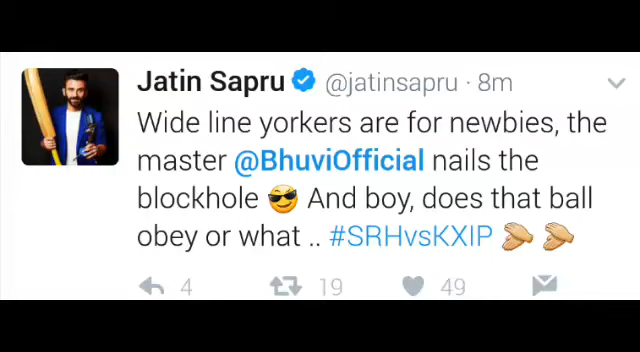 Jatin Sapru @jatinsapru · 8m
Wide line yorkers are for newbies, the
master @BhuviOfficial nails the
blockhole 😎 And boy, does that ball
obey or what .. #SRHvsKXIP 👏 👏
4 19 49